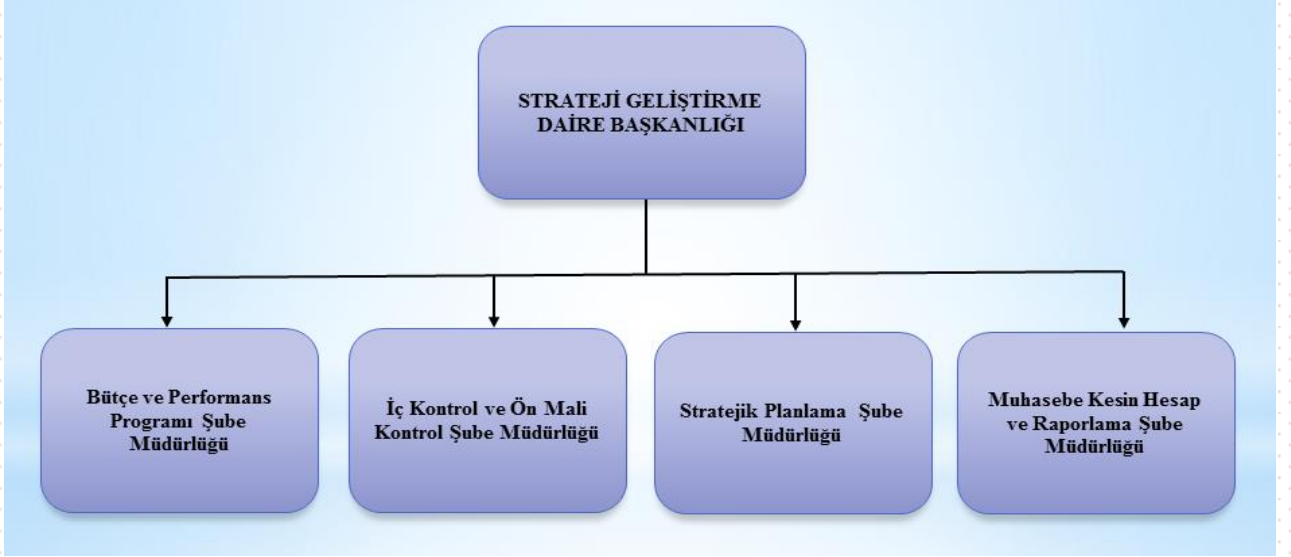 STRATEJİ GELİŞTİRME
DAİRE BAŞKANLIĞI
Bütçe ve Performans
Programı Şube
Müdürlüğü
İç Kontrol ve Ön Mali
Kontrol Şube Müdürlüğü
Stratejik Planlama Şube
Müdürlüğü
Muhasebe Kesin Hesap
ve Raporlama Şube
Müdürlüğü